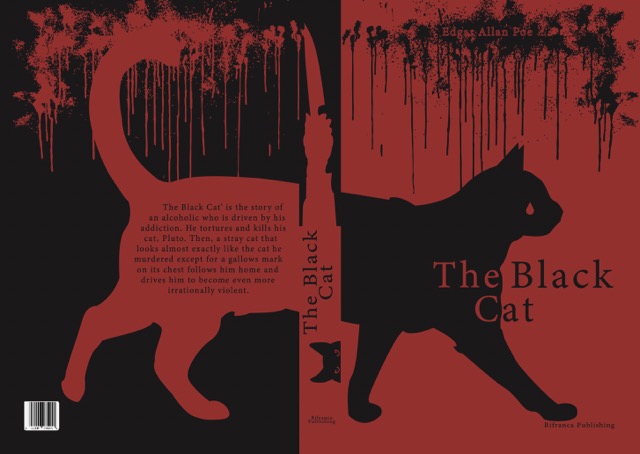 The Black Cat' is the story of
an alcoholic who is driven by his
addiction. He tortures and kills his
cat, Pluto. Then, a stray cat that
looks almost exactly like the cat he
murdered except for a gallows mark
on its chest follows him home and
drives him to become even more
irrationally violent.
The Black
Cat
Rifranca
Publishing
Edgar Allan Poe
The Black
Cat
Rifranca Publishing